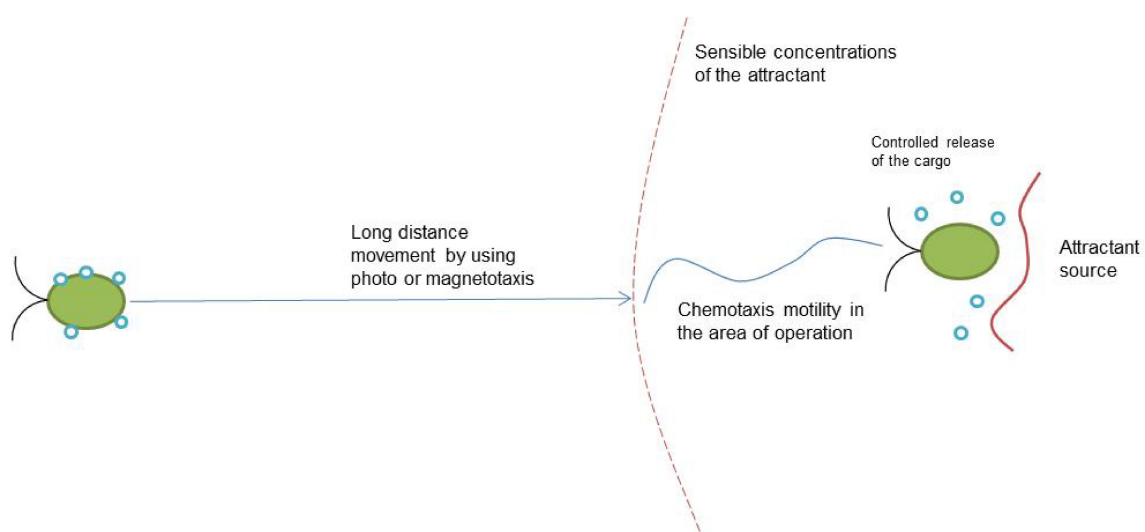 Sensible concentrations
of the attractant
Controlled release
of the cargo
Long distance
movement by using
photo or magnetotaxis
Attractant
source
Chemotaxis motility in
the area of operation